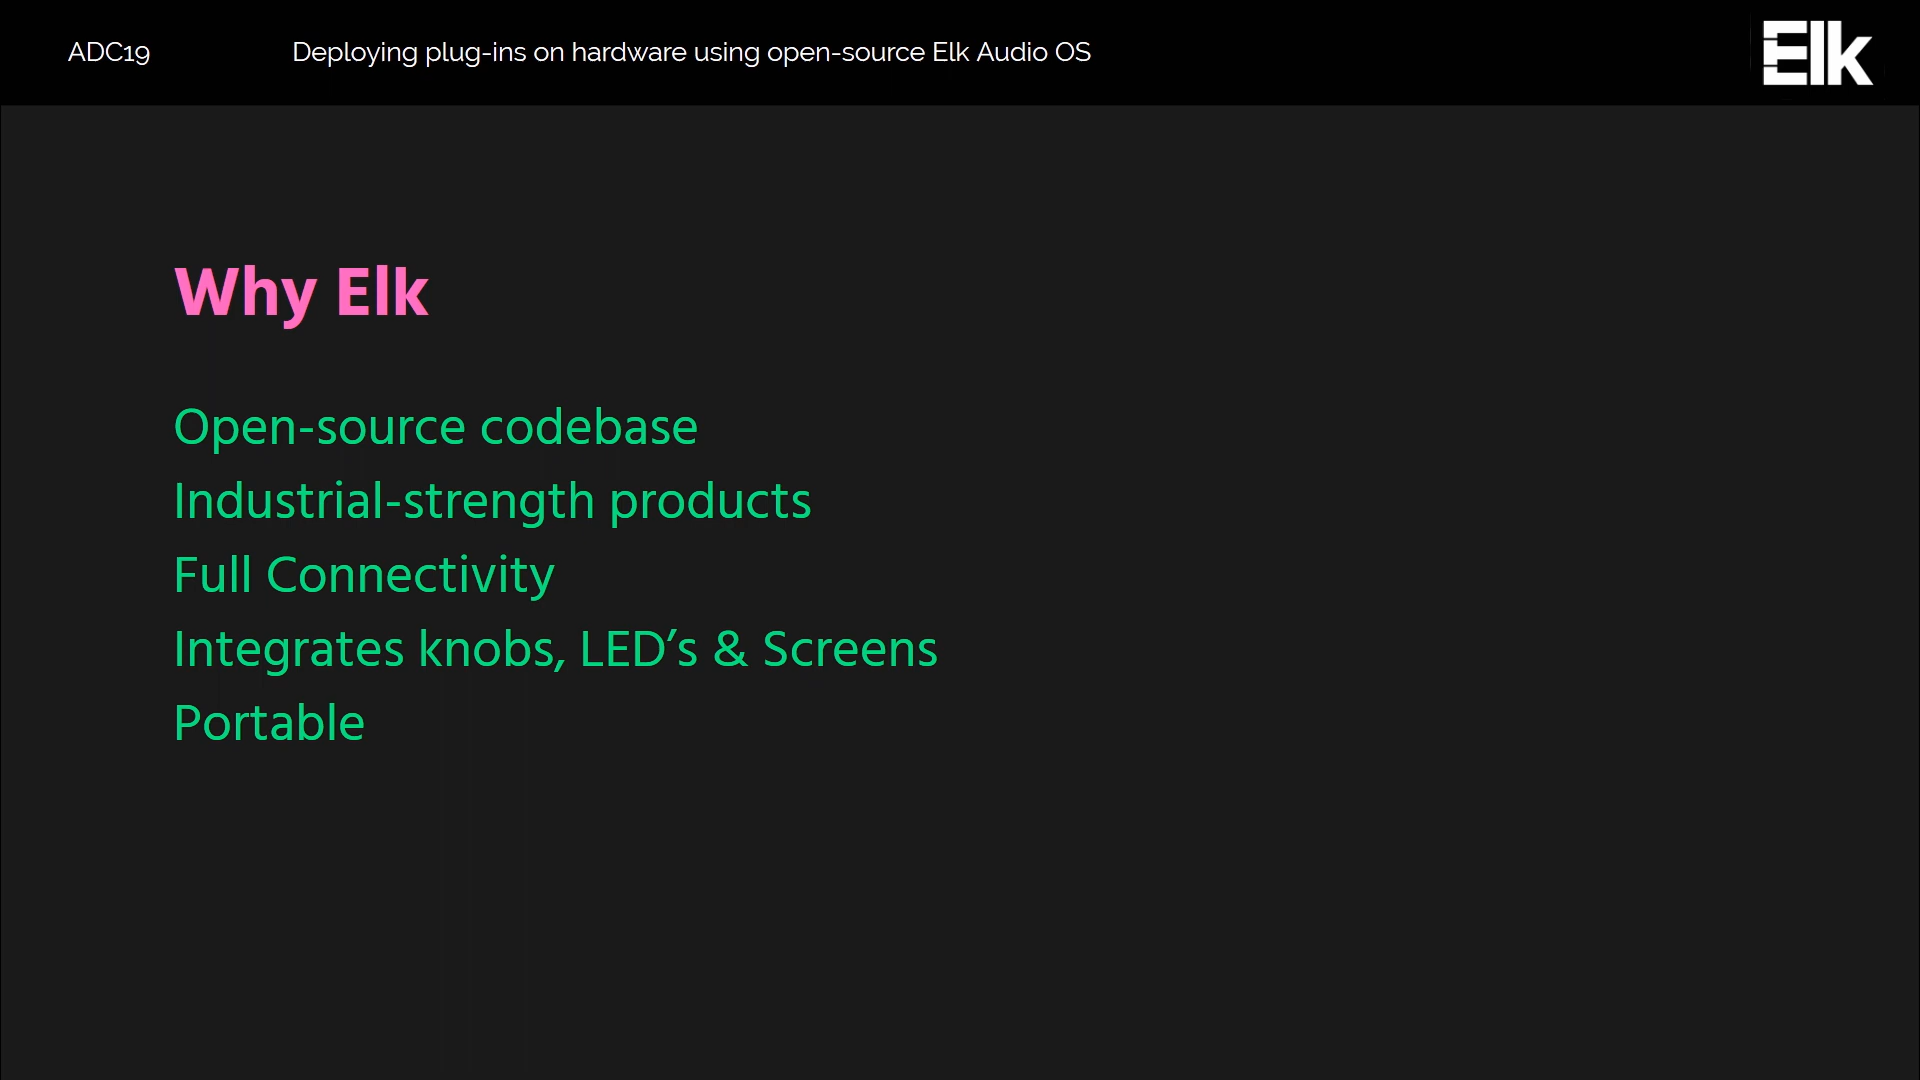 ADC19 Deploying plug-ins on hardware using open-source Elk Audio OS Elk
Why Elk
Open-source codebase
Industrial-strength products
Full Connectivity
Integrates knobs, LED’s & Screens
Portable